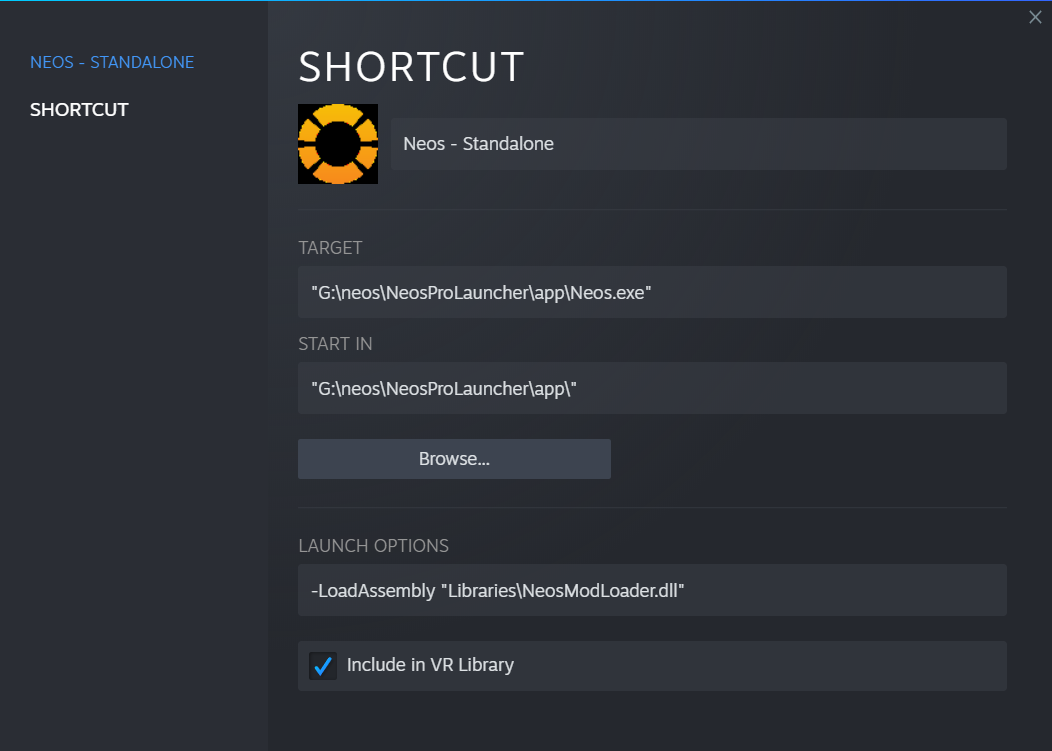 NEOS - STANDALONE
SHORTCUT
SHORTCUT
Neos - Standalone
TARGET
"G:\neos\NeosProLauncher\app\Neos.exe"
START IN
"G:\neos\NeosProLauncher\app\"
Browse...
LAUNCH OPTIONS
-LoadAssembly "Libraries\NeosModLoader.dll"
Include in VR Library